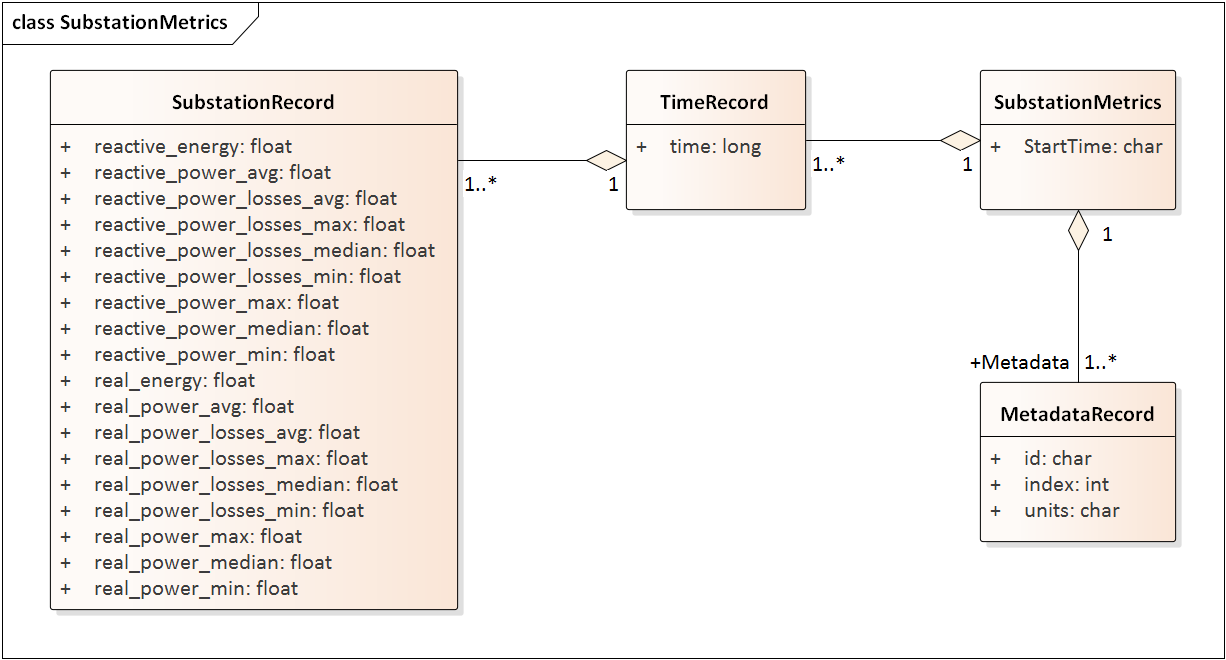 class SubstationMetrics
SubstationRecord
+ reactive_energy: float
+ reactive_power_avg: float
+ reactive_power_losses_avg: float
+ reactive_power_losses_max: float
+ reactive_power_losses_median: float
+ reactive_power_losses_min: float
+ reactive_power_max: float
+ reactive_power_median: float
+ reactive_power_min: float
+ real_energy: float
+ real_power_avg: float
+ real_power_losses_avg: float
+ real_power_losses_max: float
+ real_power_losses_median: float
+ real_power_losses_min: float
+ real_power_max: float
+ real_power_median: float
+ real_power_min: float
1..*
1
TimeRecord
+ time: long
1..*
1
SubstationMetrics
+ StartTime: char
1
+Metadata 1..*
MetadataRecord
+ id: char
+ index: int
+ units: char